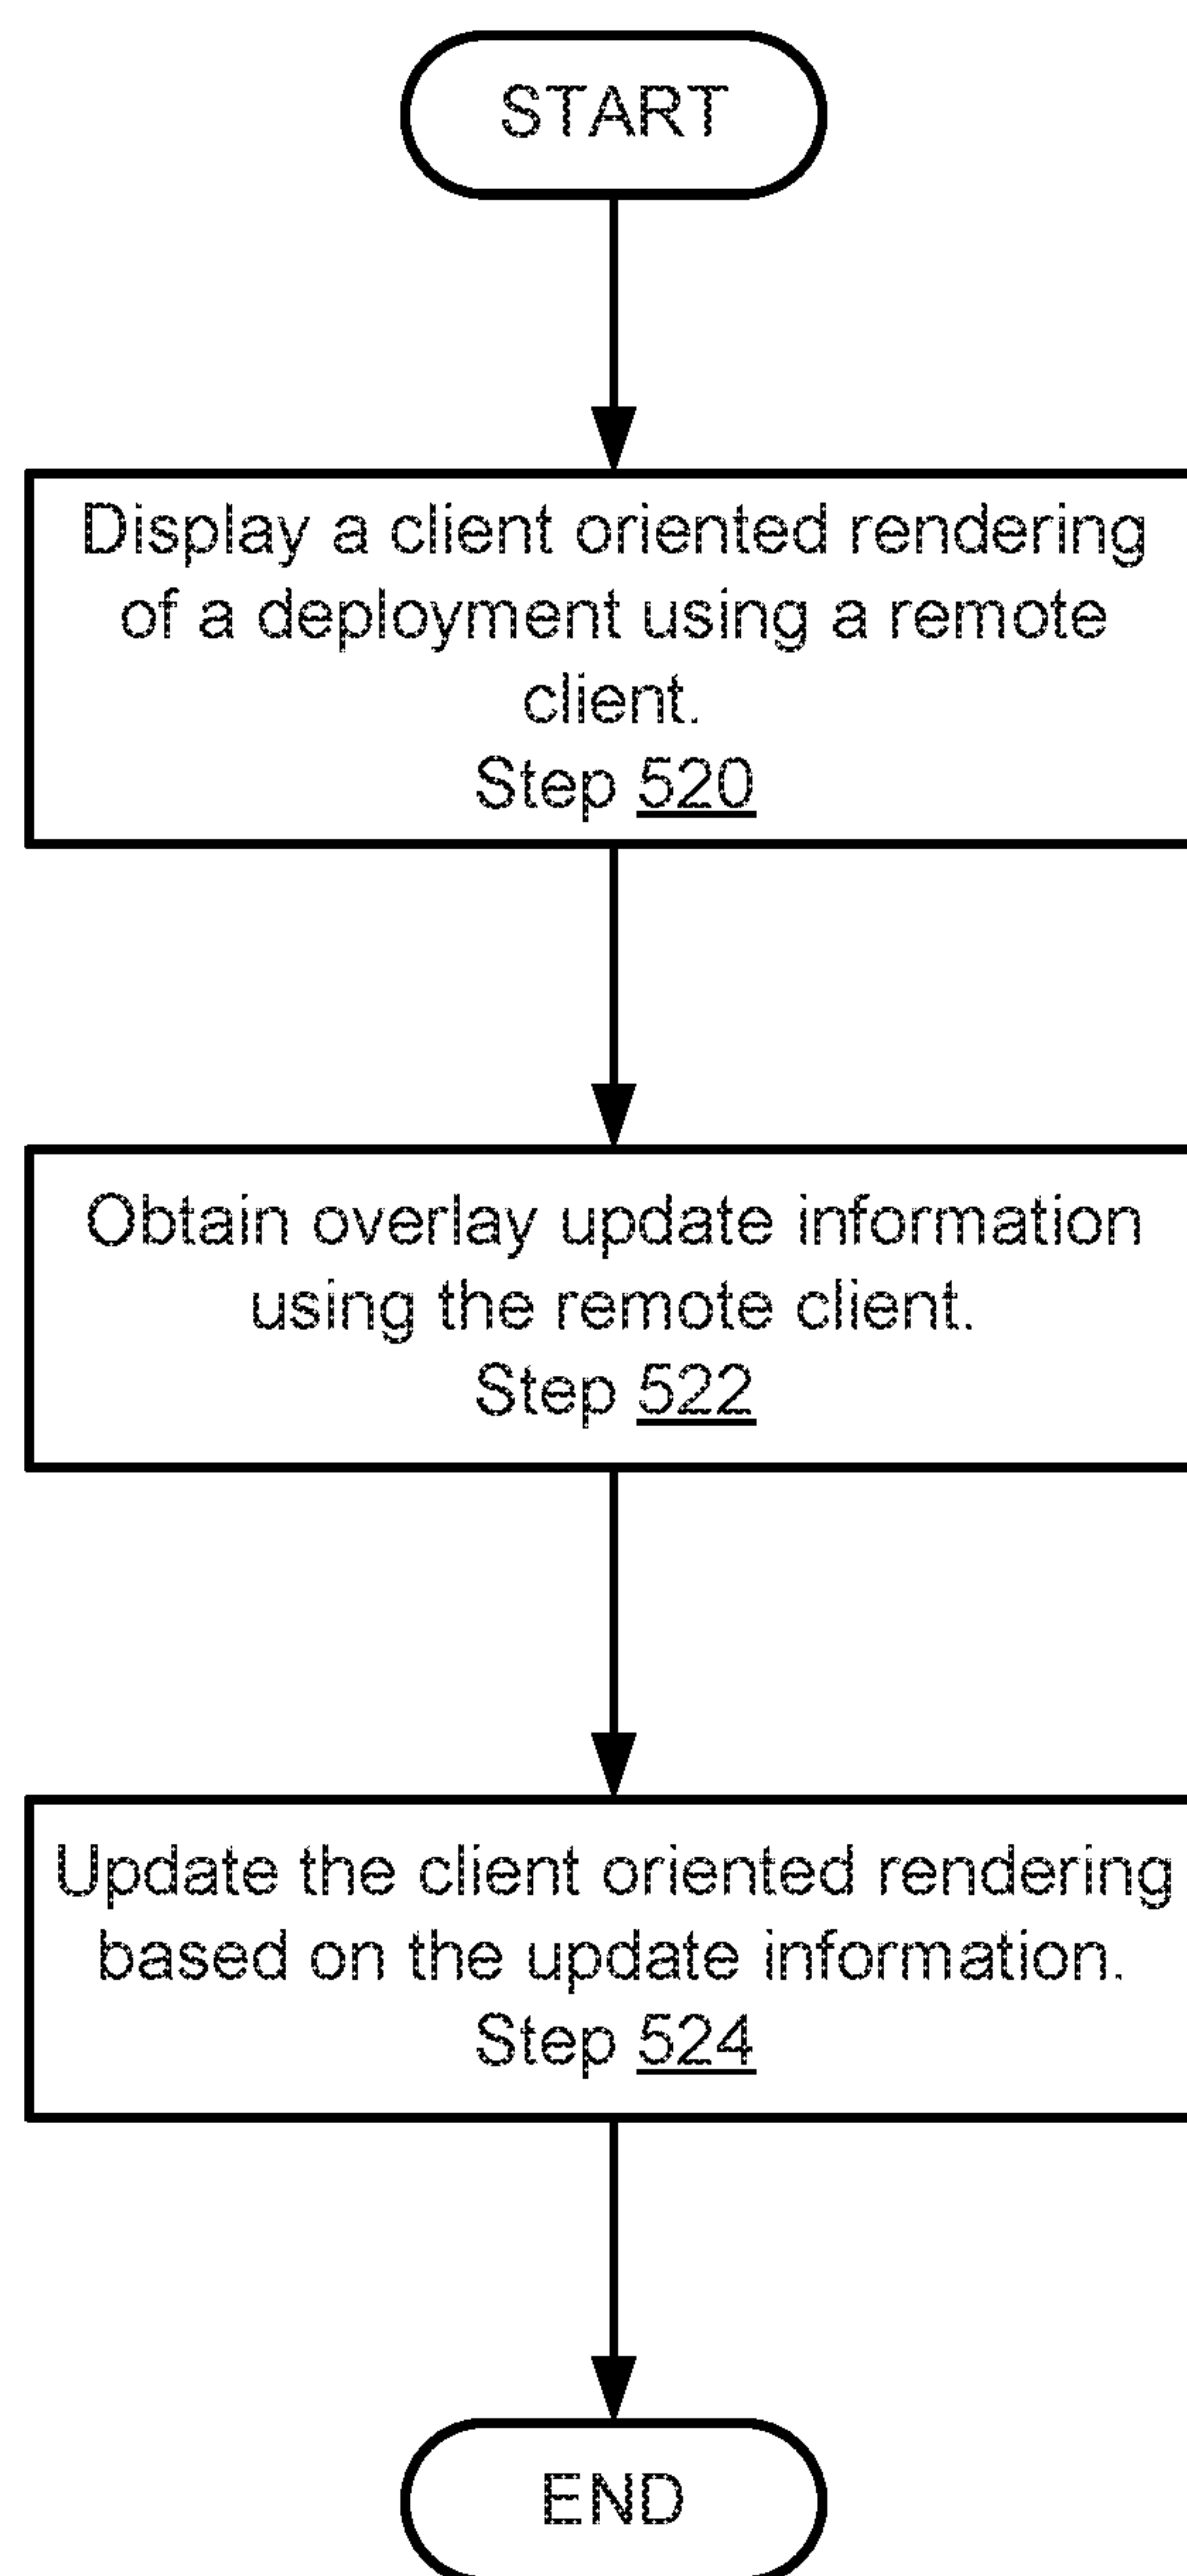 START
Display a client oriented rendering
of a deployment using a remote
client.
Step 520
Obtain overlay update information
using the remote client.
Step 522
Update the client oriented rendering
based on the update information.
Step 524
END